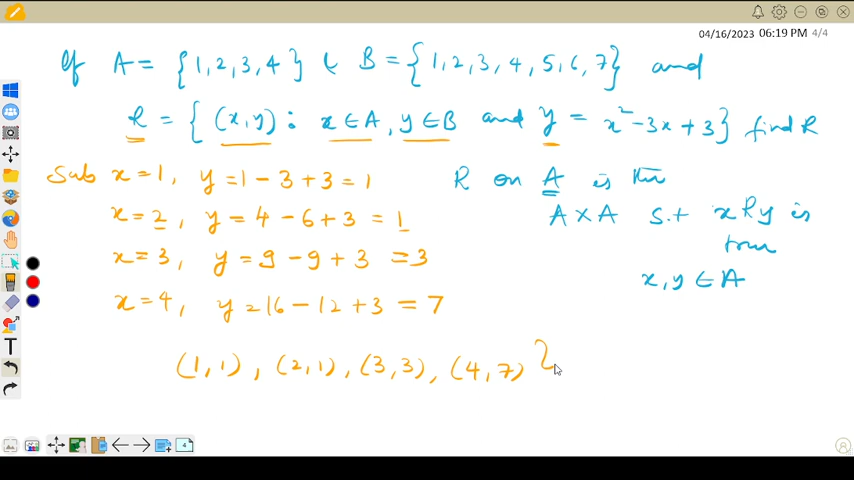 04/16/2023 06:19 PM 4/4
If A = {1,2,3,4} & B = {1,2,3,4,5,6,7} and
R = { (x,y) : x ∈ A, y ∈ B and y = x² - 3x + 3} find R
Sub x = 1, y = 1 - 3 + 3 = 1
x = 2, y = 4 - 6 + 3 = 1
x = 3, y = 9 - 9 + 3 = 3
x = 4, y = 16 - 12 + 3 = 7
(1,1), (2,1), (3,3), (4,7) }
R on A is the
A × A s.t x R y is
true
x, y ∈ A
T
4